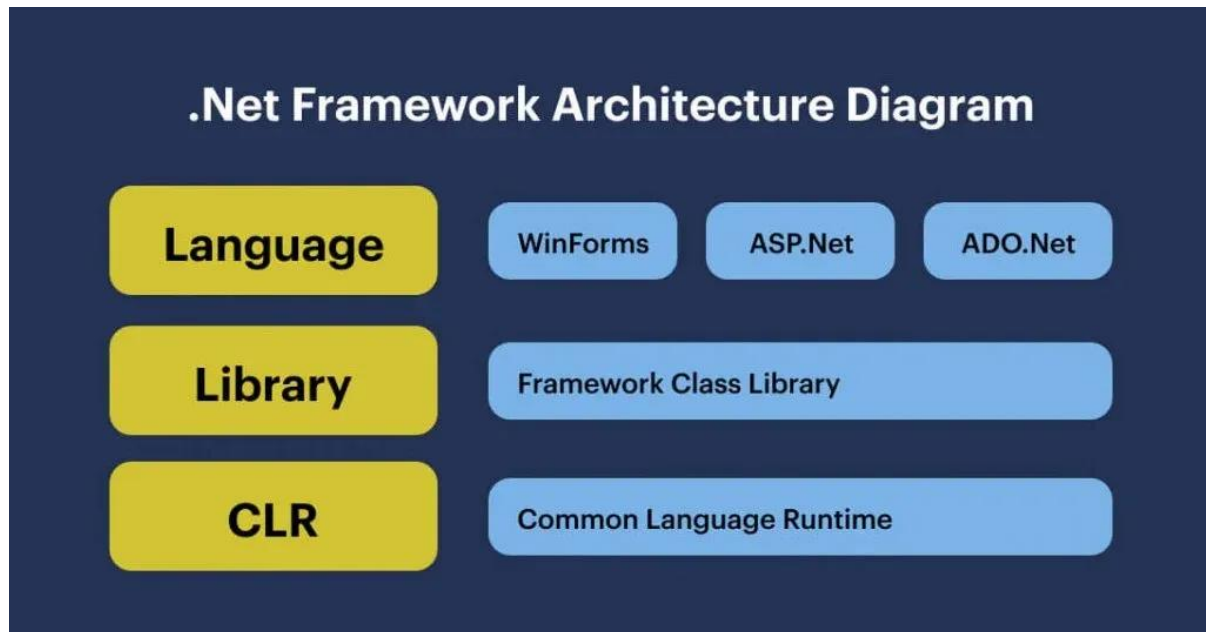 .Net Framework Architecture Diagram
Language
WinForms
ASP.Net
ADO.Net
Library
Framework Class Library
CLR
Common Language Runtime